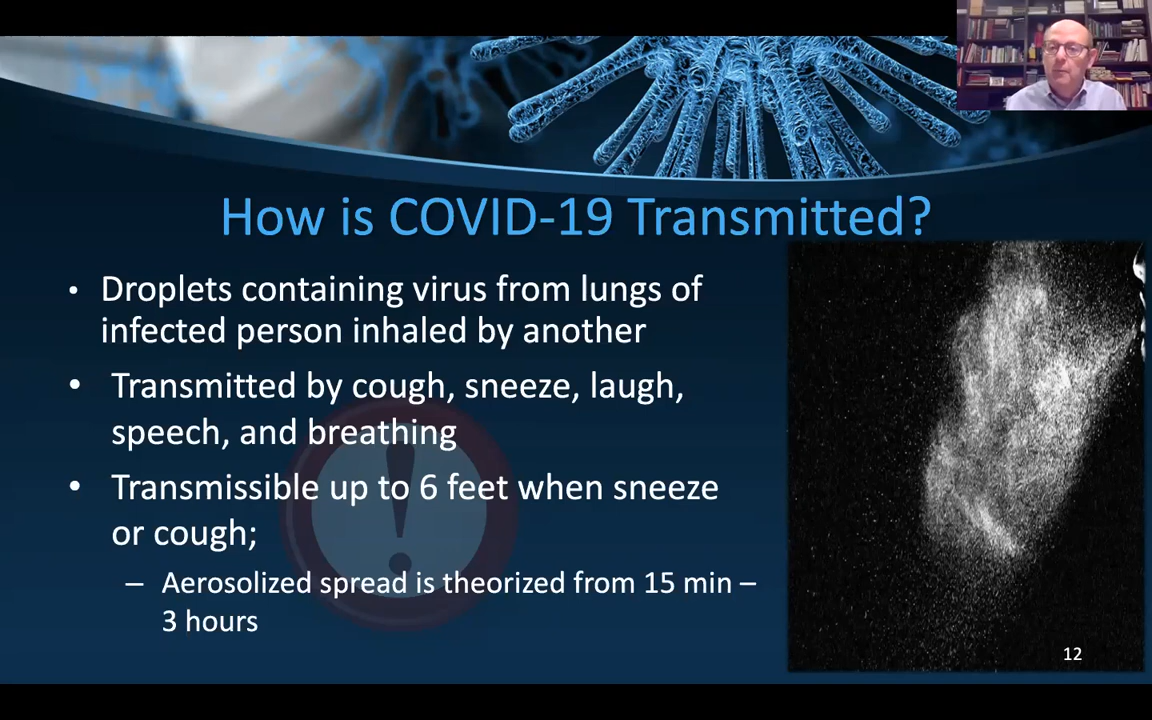 How is COVID-19 Transmitted?
• Droplets containing virus from lungs of
infected person inhaled by another
• Transmitted by cough, sneeze, laugh,
speech, and breathing
• Transmissible up to 6 feet when sneeze
or cough;
– Aerosolized spread is theorized from 15 min –
3 hours
12